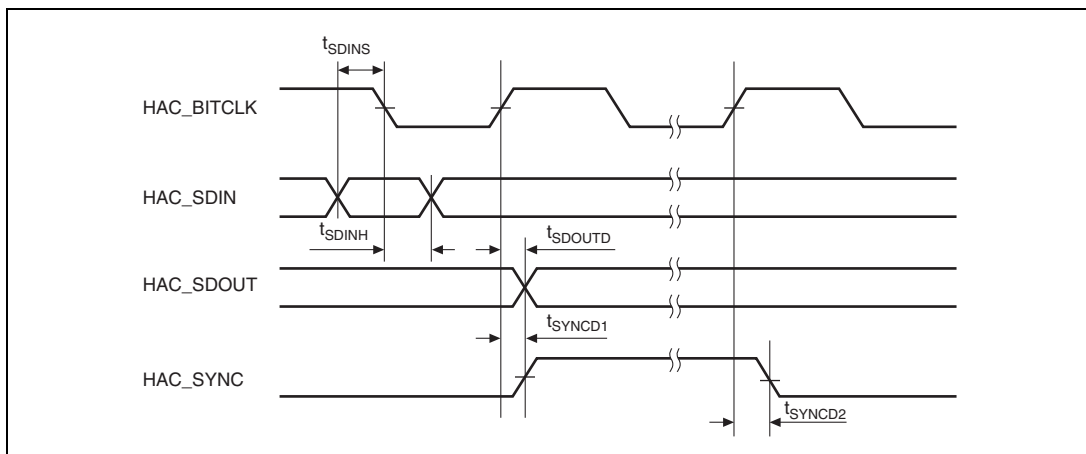 tSDINS
HAC_BITCLK
HAC_SDIN
tSDINH
tSDOUTD
HAC_SDOUT
tSYNCD1
HAC_SYNC
tSYNCD2